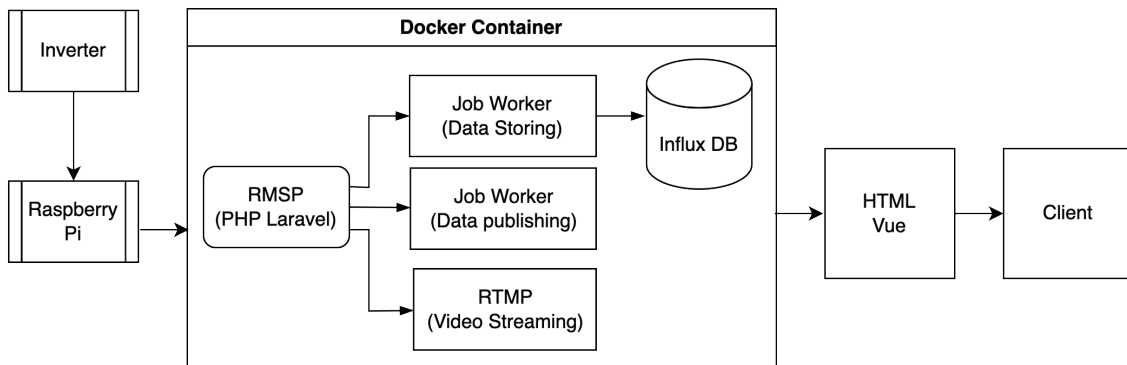 Docker Container
Inverter
Raspberry
Pi
RMSP
(PHP Laravel)
Job Worker
(Data Storing)
Influx DB
Job Worker
(Data publishing)
RTMP
(Video Streaming)
HTML
Vue
Client